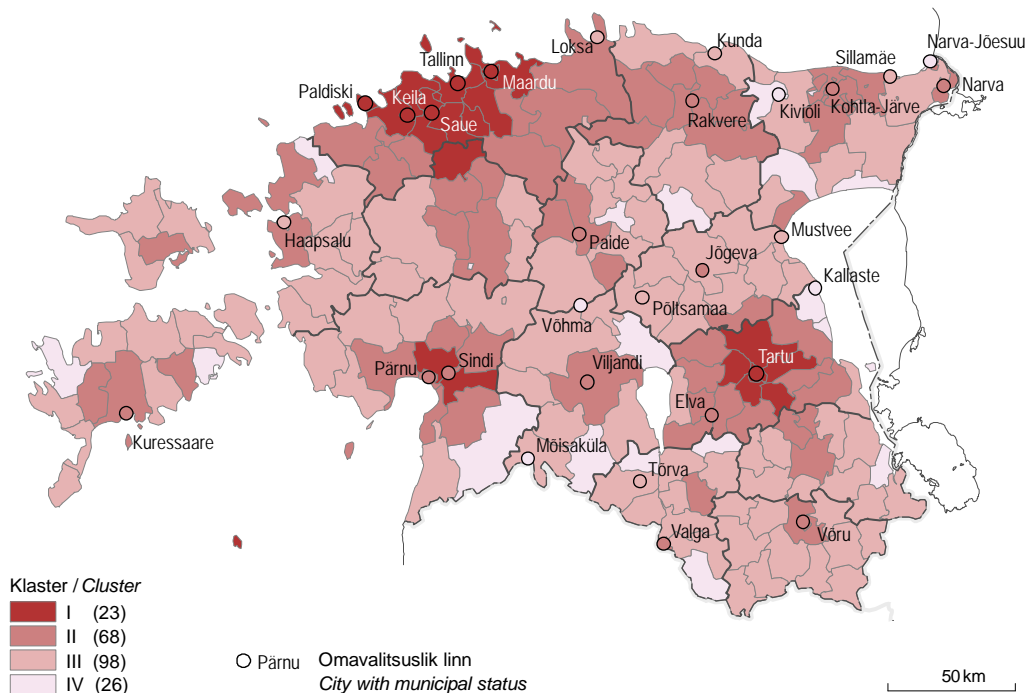 Kunda
Loksa
Narva-Jõesuu
Tallinn
Sillamäe
Maardu
Paldiski
Keila
Narva
Kiviõli
Kohtla-Järve
Saue
Rakvere
Haapsalu
Paide
Mustvee
Jõgeva
Kallaste
Põltsamaa
Võhma
Sindi
Viljandi
Tartu
Pärnu
Elva
Kuressaare
Mõisaküla
Tõrva
Valga
Võru
Klaster / Cluster
I (23)
II (68)
III (98)
IV (26)
Pärnu Omavalitsuslik linn
City with municipal status
50 km